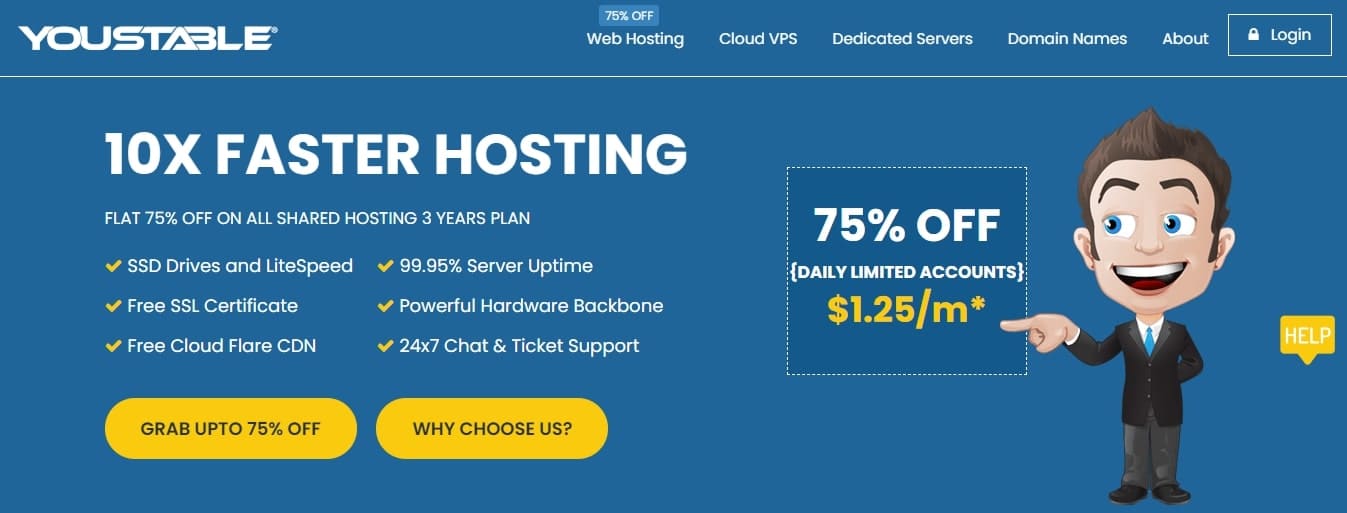 YOUSTABLE®
75% OFF
Web Hosting
Cloud VPS
Dedicated Servers
Domain Names
About
Login
10X FASTER HOSTING
FLAT 75% OFF ON ALL SHARED HOSTING 3 YEARS PLAN
SSD Drives and LiteSpeed
99.95% Server Uptime
Free SSL Certificate
Powerful Hardware Backbone
Free Cloud Flare CDN
24x7 Chat & Ticket Support
GRAB UPTO 75% OFF
WHY CHOOSE US?
75% OFF
{DAILY LIMITED ACCOUNTS}
$1.25/m*
HELP